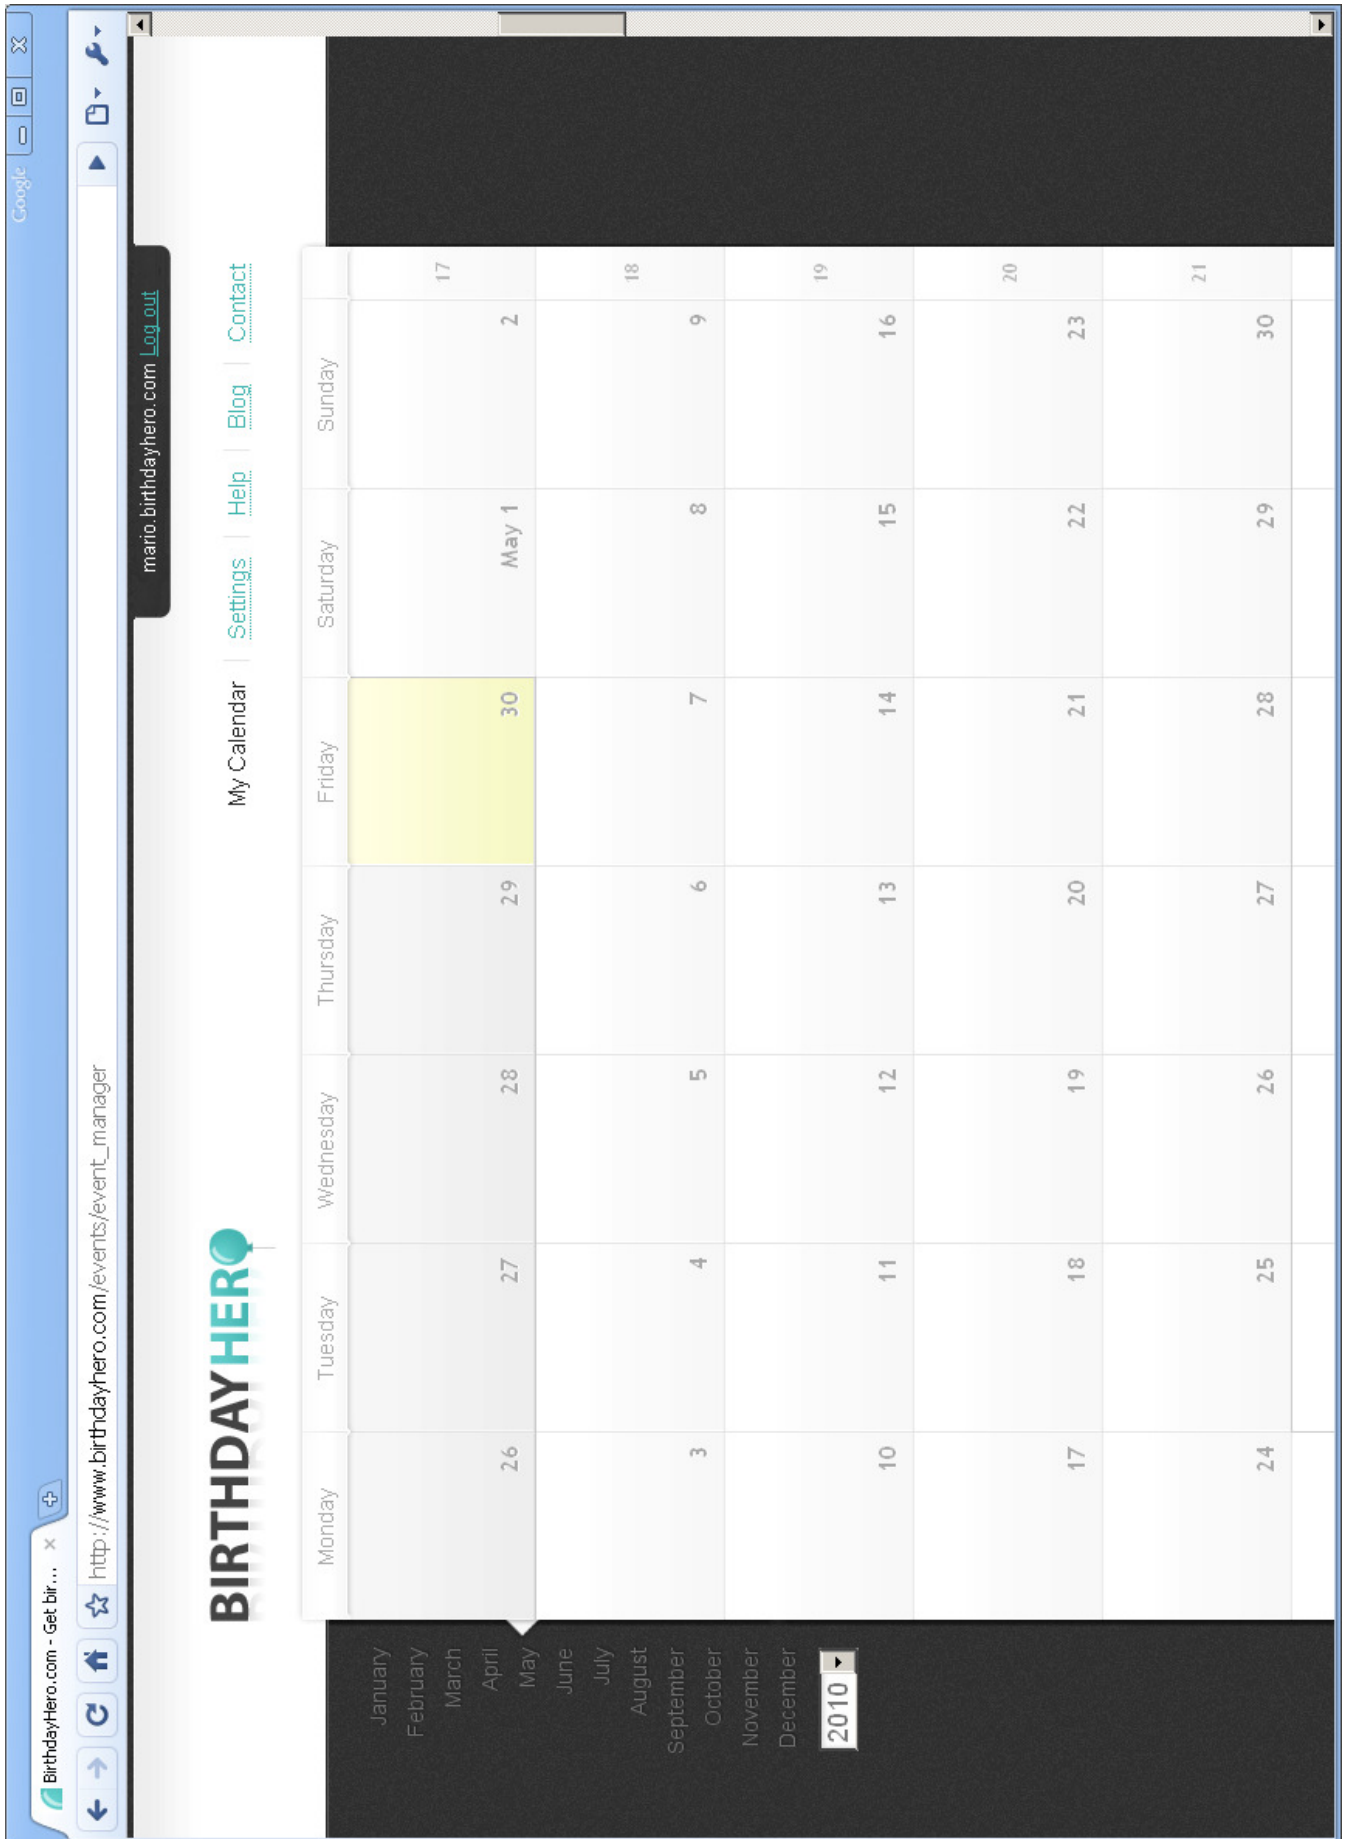 BirthdayHero.com - Get bir...
Google
http://www.birthdayhero.com/events/event_manager
mario.birthdayhero.com Log out
BIRTHDAYHERO
My Calendar | Settings | Help | Blog | Contact
Monday Tuesday Wednesday Thursday Friday Saturday Sunday
26 27 28 29 30 May 1 2 17
3 4 5 6 7 8 9 18
10 11 12 13 14 15 16 19
17 18 19 20 21 22 23 20
24 25 26 27 28 29 30 21
January
February
March
April
May
June
July
August
September
October
November
December
2010